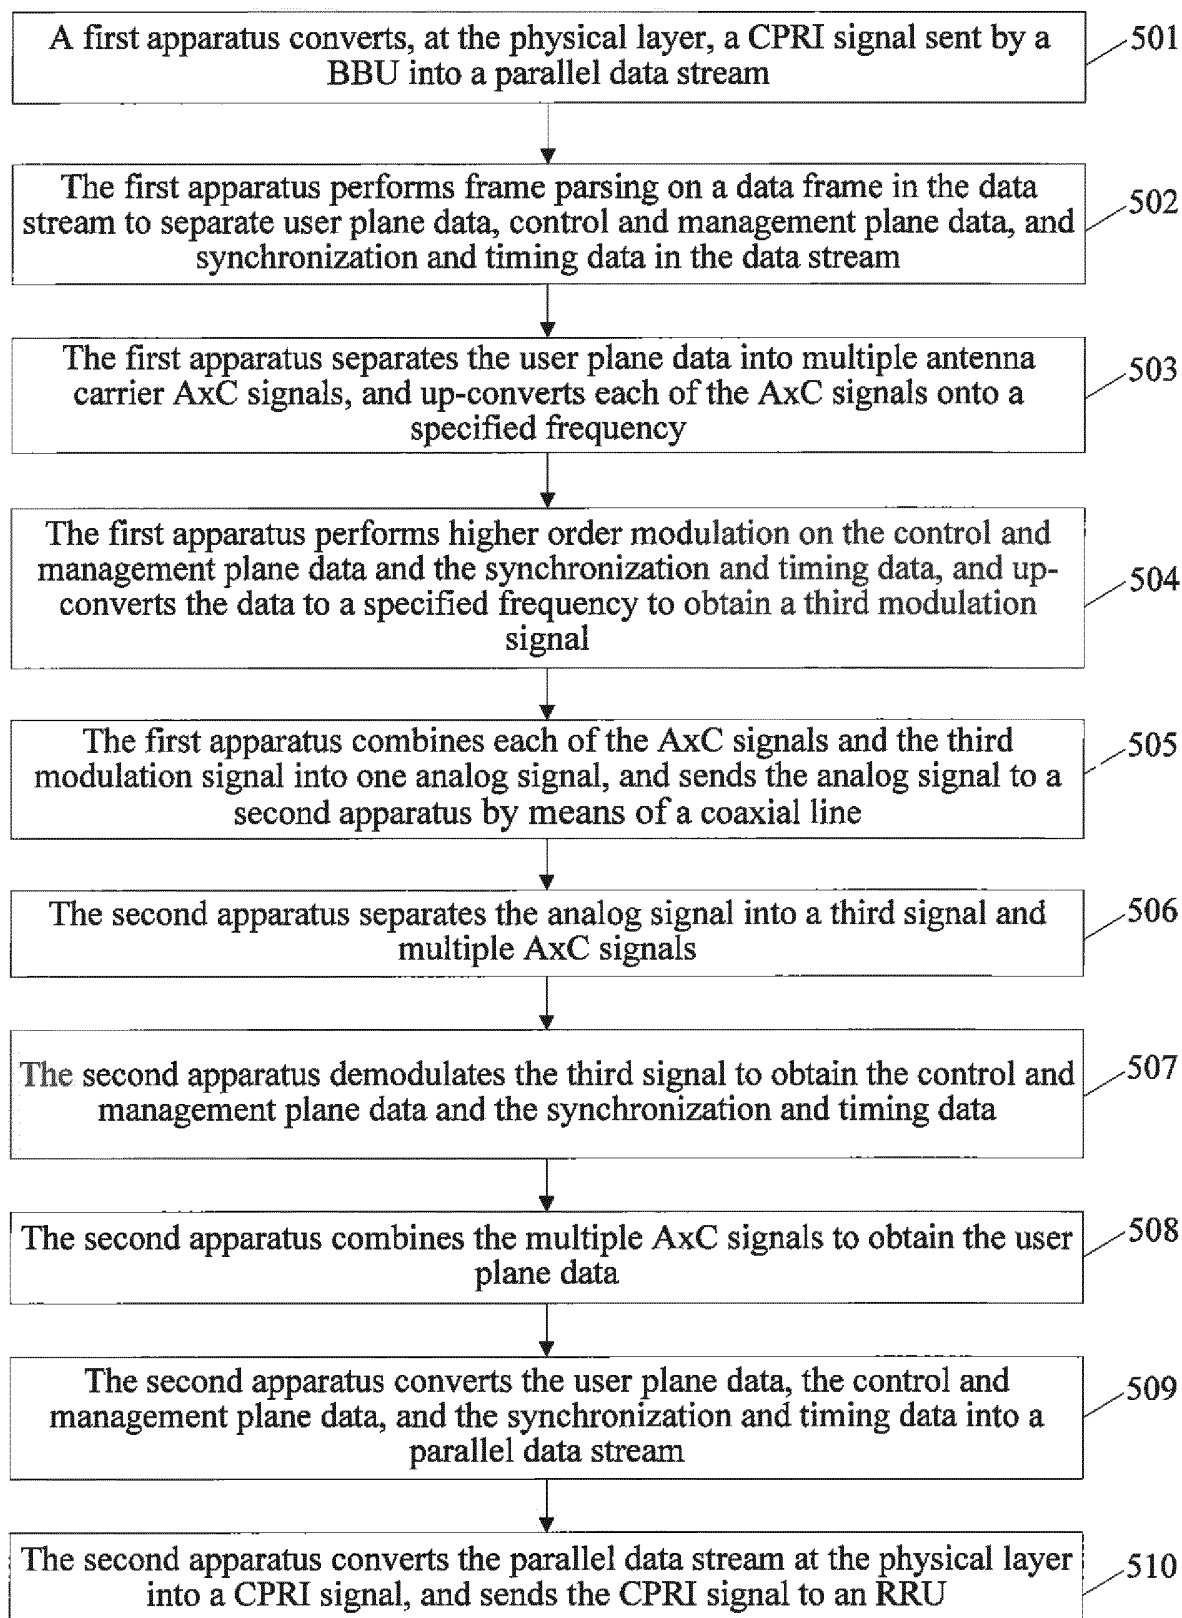 A first apparatus converts, at the physical layer, a CPRI signal sent by a
BBU into a parallel data stream
501
The first apparatus performs frame parsing on a data frame in the data
stream to separate user plane data, control and management plane data, and
synchronization and timing data in the data stream
502
The first apparatus separates the user plane data into multiple antenna
carrier AxC signals, and up-converts each of the AxC signals onto a
specified frequency
503
The first apparatus performs higher order modulation on the control and
management plane data and the synchronization and timing data, and up-
converts the data to a specified frequency to obtain a third modulation
signal
504
The first apparatus combines each of the AxC signals and the third
modulation signal into one analog signal, and sends the analog signal to a
second apparatus by means of a coaxial line
505
The second apparatus separates the analog signal into a third signal and
multiple AxC signals
506
The second apparatus demodulates the third signal to obtain the control and
management plane data and the synchronization and timing data
507
The second apparatus combines the multiple AxC signals to obtain the user
plane data
508
The second apparatus converts the user plane data, the control and
management plane data, and the synchronization and timing data into a
parallel data stream
509
The second apparatus converts the parallel data stream at the physical layer
into a CPRI signal, and sends the CPRI signal to an RRU
510